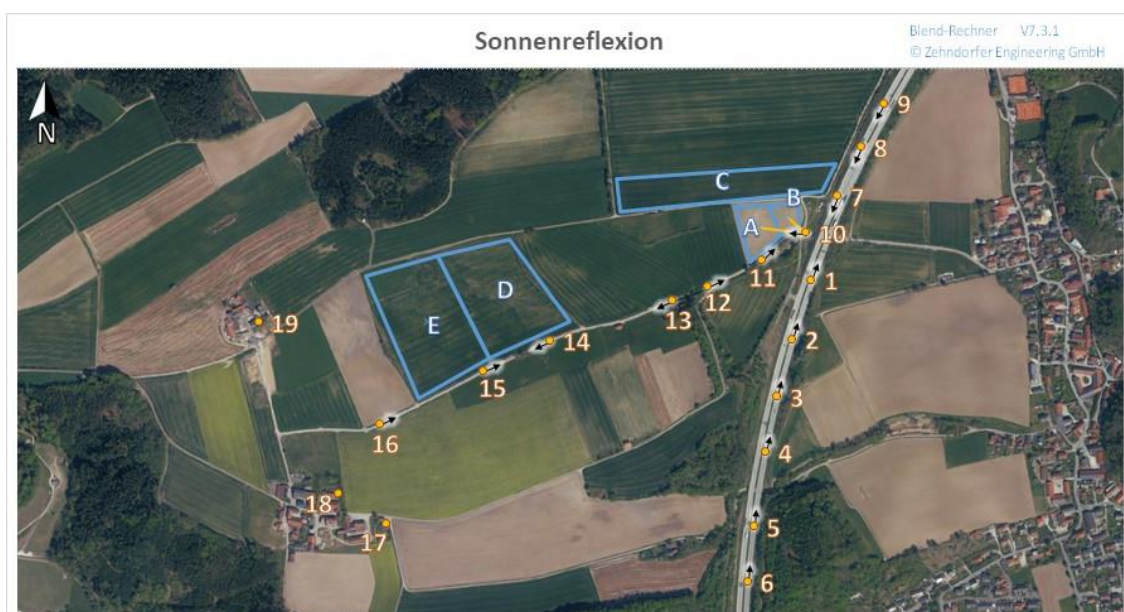 Sonnenreflexion
Blend-Rechner V7.3.1
© Zehndorfer Engineering GmbH
N
9
8
C
7
B
A
10
11
12
1
D
13
E
19
14
2
15
3
16
4
18
17
5
6